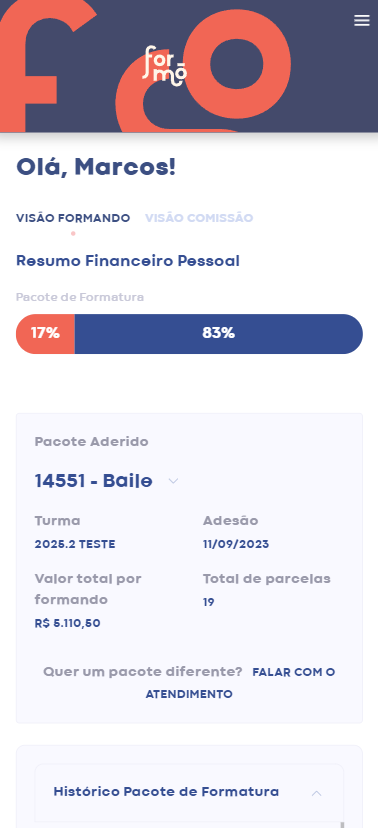 formô
Olá, Marcos!
VISÃO FORMANDO VISÃO COMISSÃO
Resumo Financeiro Pessoal
Pacote de Formatura
17% 83%
Pacote Aderido
14551 - Baile
Turma Adesão
2025.2 TESTE 11/09/2023
Valor total por Total de parcelas
formando 19
R$ 5.110,50
Quer um pacote diferente? FALAR COM O
ATENDIMENTO
Histórico Pacote de Formatura